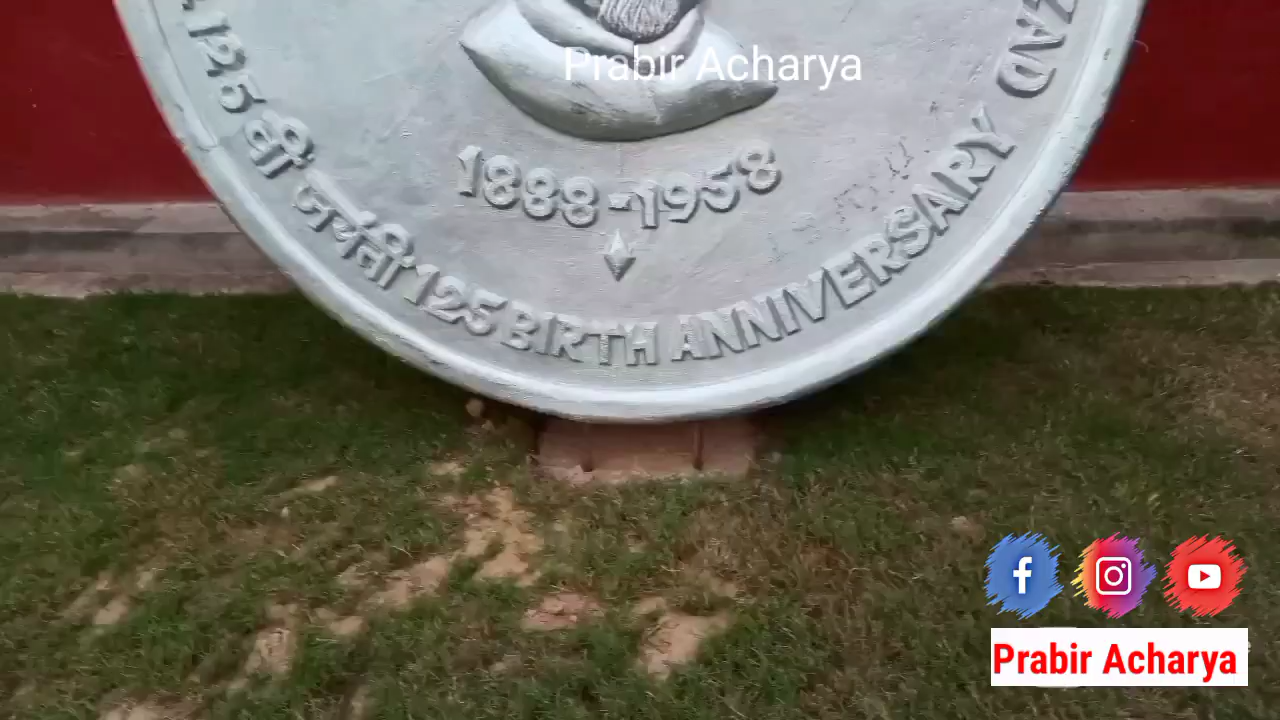 Prabir Acharya
1888-1958
125 वीं जयंती 125 BIRTH ANNIVERSARY
Prabir Acharya